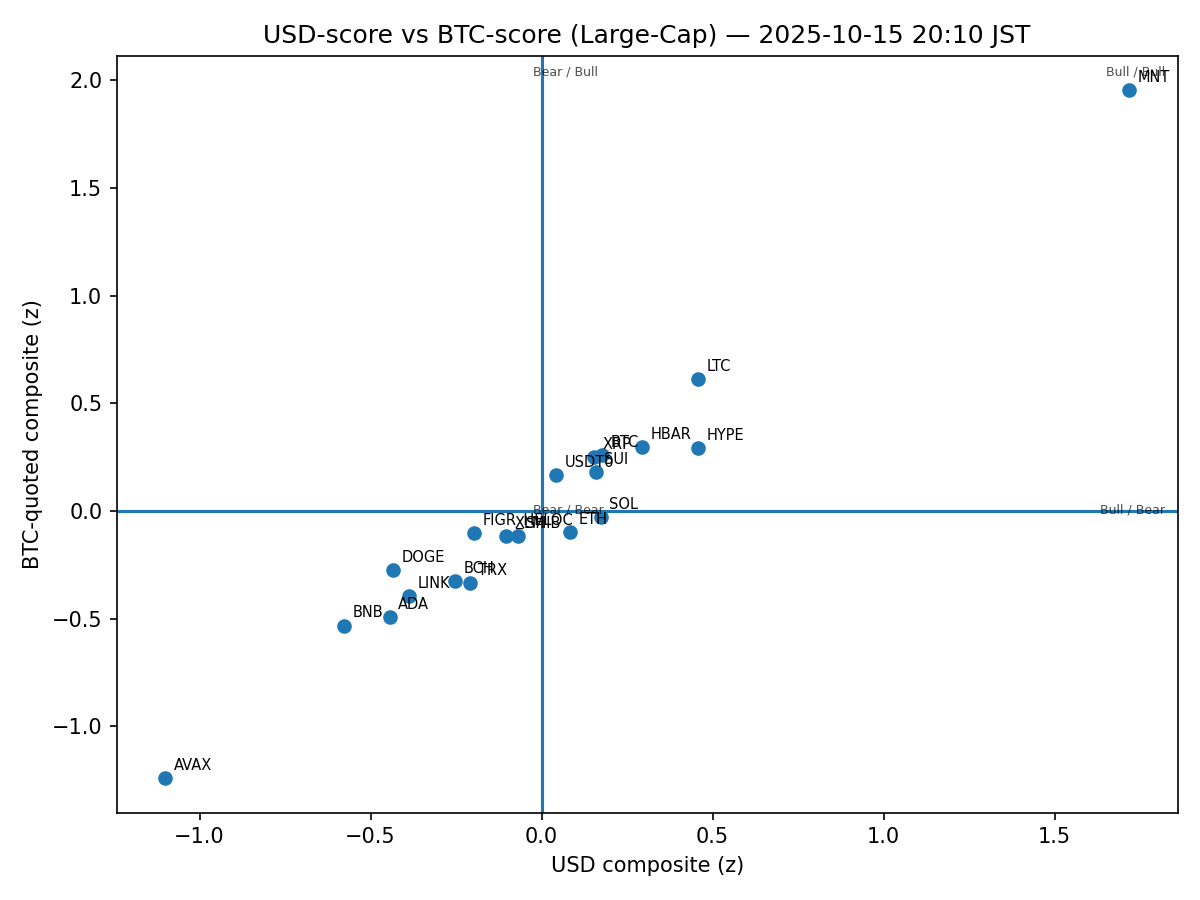 USD-score vs BTC-score (Large-Cap) — 2025-10-15 20:10 JST
Bear / Bull
Bull / Bull
MNT
2.0
1.5
1.0
0.5
0.0
−0.5
−1.0
BTC-quoted composite (z)
LTC
HBAR
HYPE
XRP
BTC
SUI
USDT0
SOL
Bear / Bear
Bull / Bear
FIGR_HELOC
ETH
SHIB
DOGE
BCH
TRX
LINK
ADA
BNB
AVAX
−1.0
−0.5
0.0
0.5
1.0
1.5
USD composite (z)